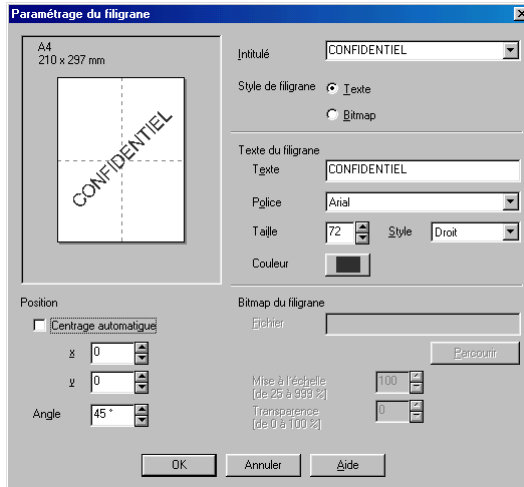 Paramétrage du filigrane
A4
210 x 297 mm
CONFIDENTIEL
Intitulé CONFIDENTIEL
Style de filigrane Texte
Bitmap
Texte du filigrane
Texte CONFIDENTIEL
Police Arial
Taille 72 Style Droit
Couleur
Position
Centrage automatique
x 0
y 0
Angle 45 °
Bitmap du filigrane
Fichier
Parcourir
Mise à l'échelle 100
[de 25 à 999 %]
Transparence 0
[de 0 à 100 %]
OK Annuler Aide